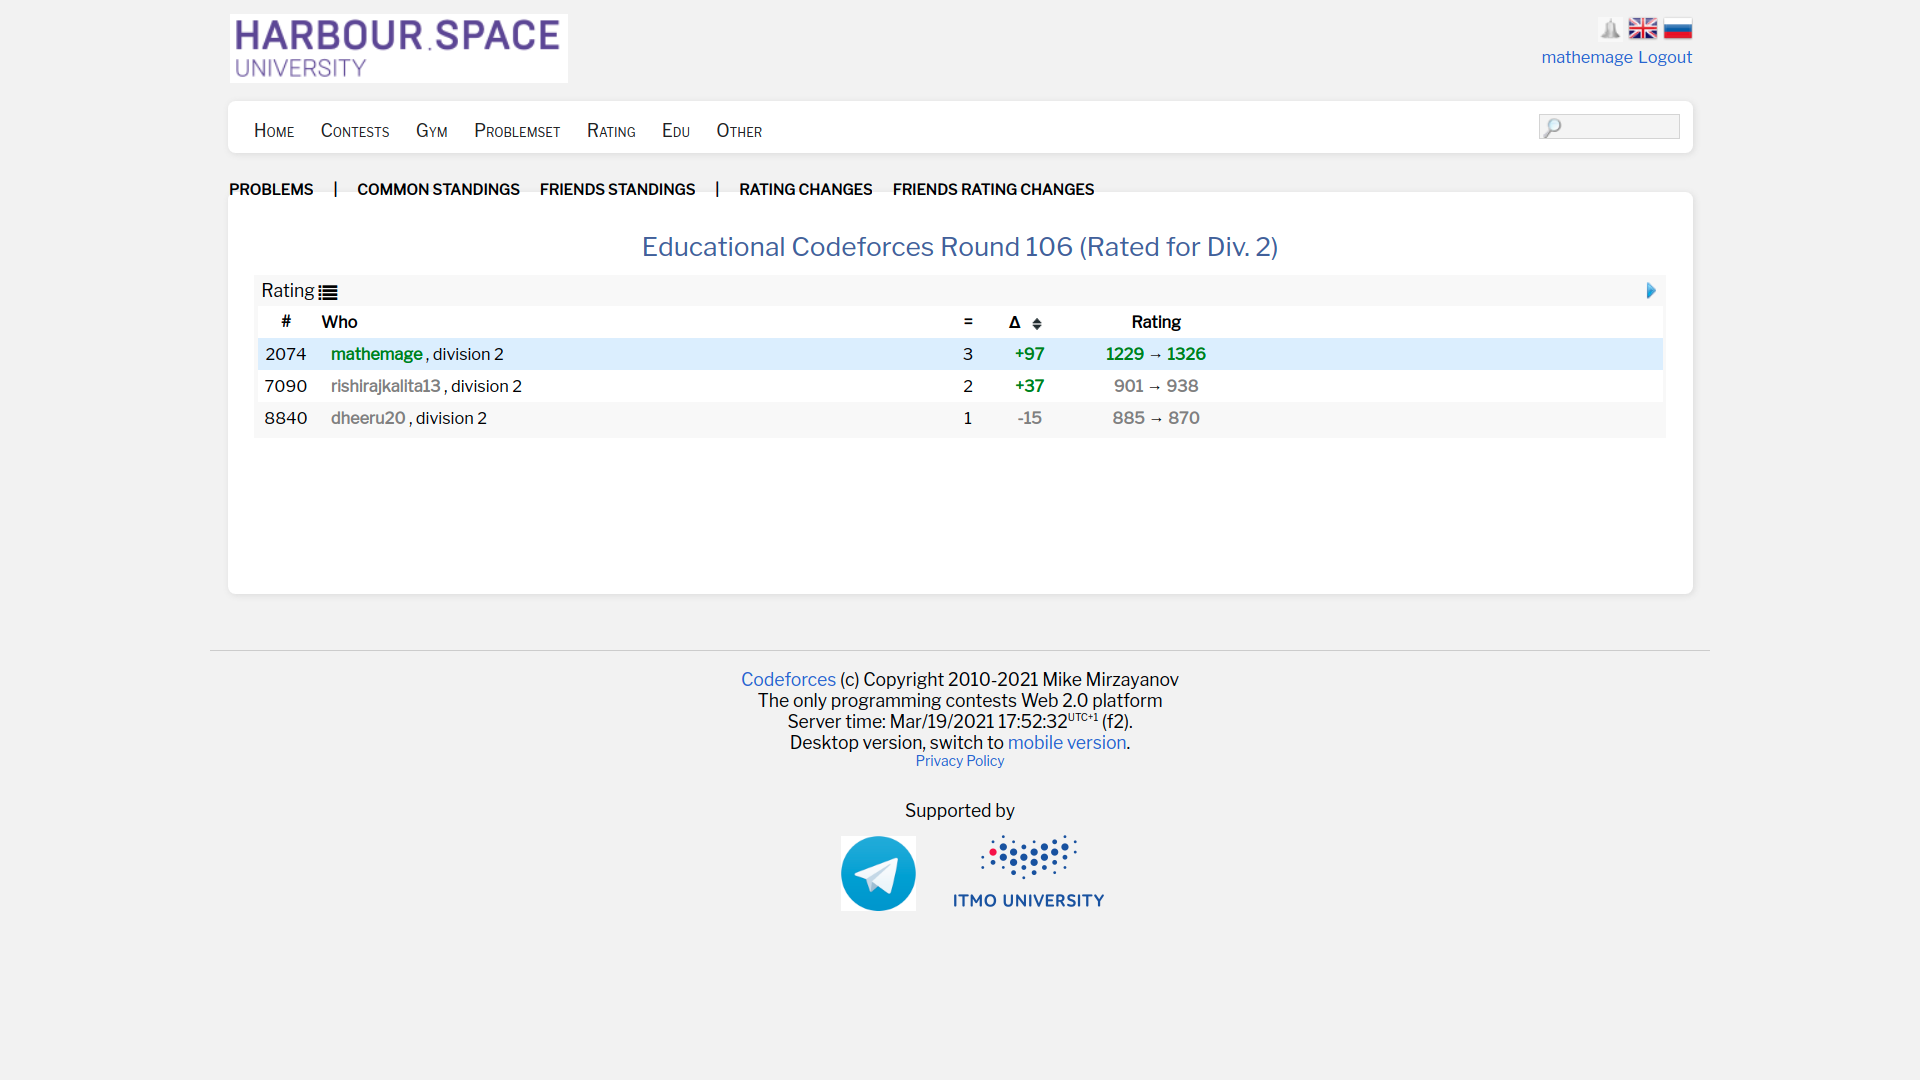 HARBOUR.SPACE
UNIVERSITY
mathemage Logout
Home Contests Gym Problemset Rating Edu Other
PROBLEMS | COMMON STANDINGS FRIENDS STANDINGS | RATING CHANGES FRIENDS RATING CHANGES
Educational Codeforces Round 106 (Rated for Div. 2)
Rating
# Who = Δ Rating
2074 mathemage , division 2 3 +97 1229 → 1326
7090 rishirajkalita13 , division 2 2 +37 901 → 938
8840 dheeru20 , division 2 1 -15 885 → 870
Codeforces (c) Copyright 2010-2021 Mike Mirzayanov
The only programming contests Web 2.0 platform
Server time: Mar/19/2021 17:52:32UTC+1 (f2).
Desktop version, switch to mobile version.
Privacy Policy
Supported by
ITMO UNIVERSITY